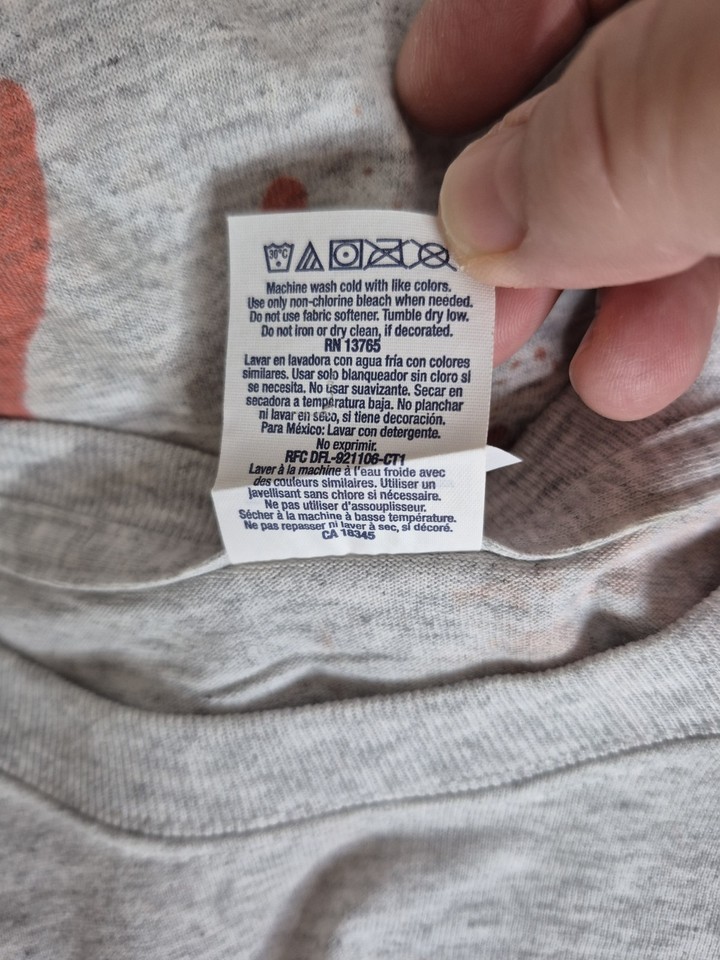 30°C
Machine wash cold with like colors.
Use only non-chlorine bleach when needed.
Do not use fabric softener. Tumble dry low.
Do not iron or dry clean, if decorated.
RN 13765
Lavar en lavadora con agua fría con colores
similares. Usar solo blanqueador sin cloro si
se necesita. No usar suavizante. Secar en
secadora a temperatura baja. No planchar
ni lavar en seco, si tiene decoración.
Para México: Lavar con detergente.
No exprimir.
RFC DFL-921106-CT1
Laver à la machine à l'eau froide avec
des couleurs similaires. Utiliser un
javellisant sans chlore si nécessaire.
Ne pas utiliser d'assouplisseur.
Sécher à la machine à basse température.
Ne pas repasser ni laver à sec, si décoré.
CA 18345